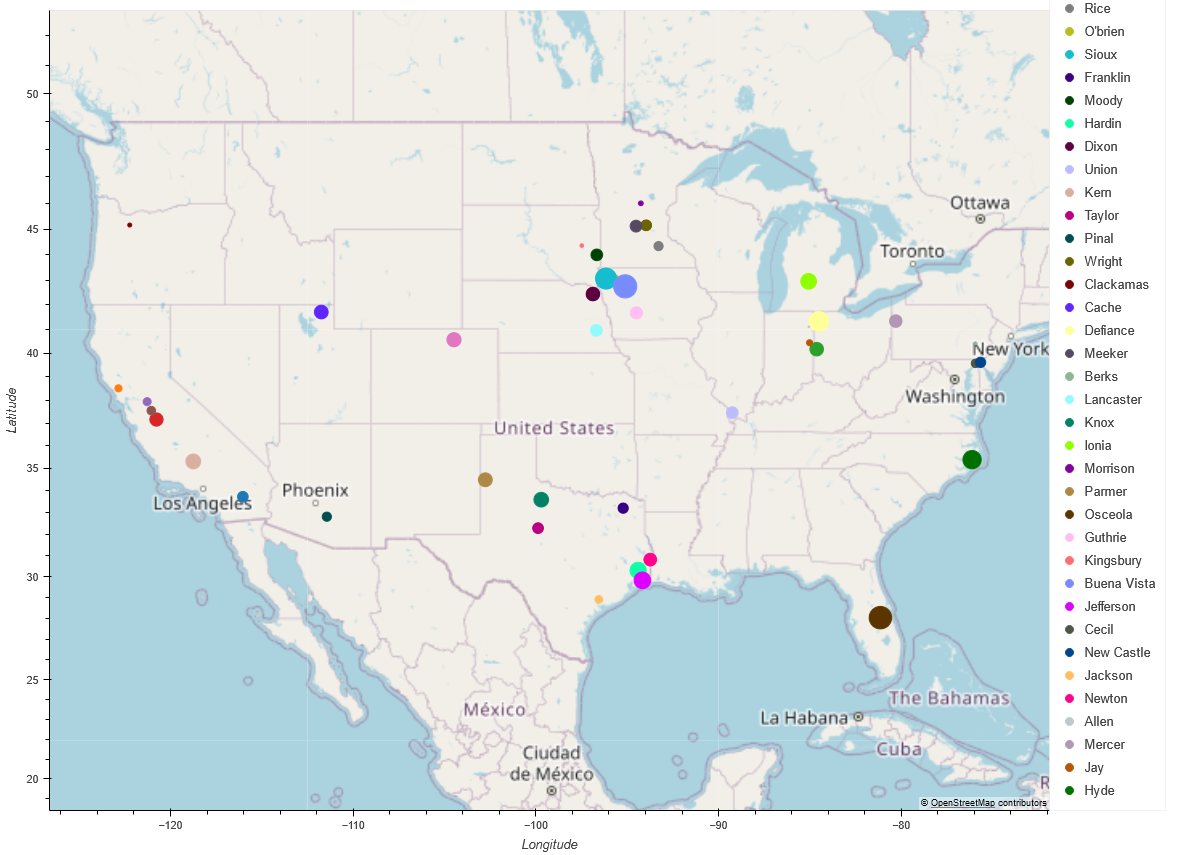 Rice
O'brien
Sioux
Franklin
Moody
Hardin
Dixon
Union
Kern
Taylor
Pinal
Wright
Clackamas
Cache
Defiance
Meeker
Berks
Lancaster
Knox
Ionia
Morrison
Parmer
Osceola
Guthrie
Kingsbury
Buena Vista
Jefferson
Cecil
New Castle
Jackson
Newton
Allen
Mercer
Jay
Hyde
50
45
40
35
30
25
20
Latitude
−120
−110
−100
−90
−80
Longitude
Ottawa
Toronto
New York
Washington
United States
Los Angeles
Phoenix
México
Ciudad
de México
La Habana
The Bahamas
Cuba
R
© OpenStreetMap contributors